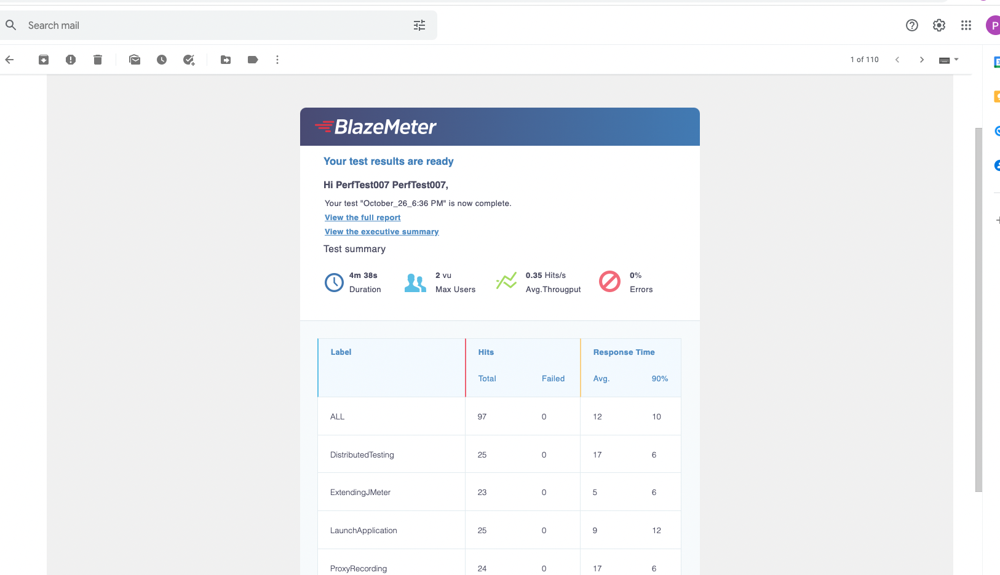 Search mail
P
1 of 110
BlazeMeter
Your test results are ready
Hi PerfTest007 PerfTest007,
Your test "October_26_6:36 PM" is now complete.
View the full report
View the executive summary
Test summary
4m 38s 2 vu 0.35 Hits/s 0%
Duration Max Users Avg.Througput Errors
Label Hits Response Time
Total Failed Avg. 90%
ALL 97 0 12 10
DistributedTesting 25 0 17 6
ExtendingJMeter 23 0 5 6
LaunchApplication 25 0 9 12
ProxyRecording 24 0 17 6